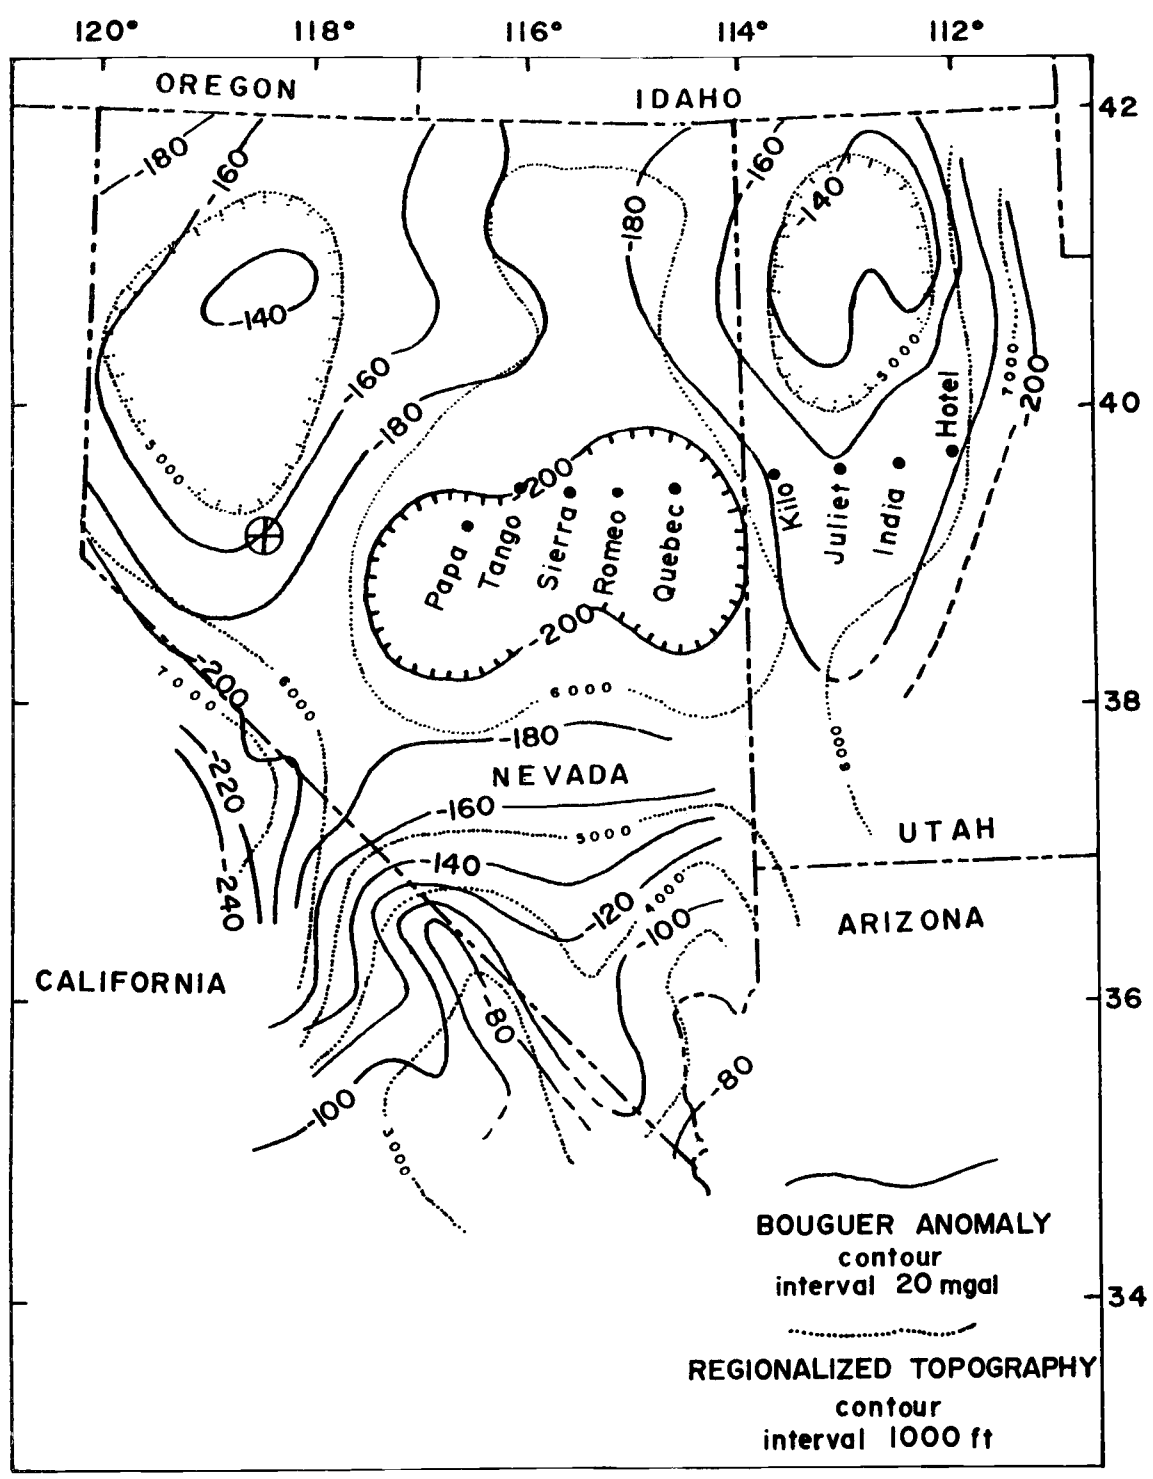 120° 118° 116° 114° 112°
OREGON
IDAHO
42
-180
-160
-160
-180
-140
-140
5000
7000
-200
-160
40
-180
Hotel
5000
-200
Kilo
Juliet
India
Papa
Tango
Sierra
Romeo
Quebec
-200
-200
7000
6000
6000
38
-180
6000
-220
NEVADA
-160
5000
UTAH
-140
-240
4000
-120
-100
ARIZONA
CALIFORNIA
36
-80
-80
-100
3000
BOUGUER ANOMALY
contour
interval 20 mgal
34
REGIONALIZED TOPOGRAPHY
contour
interval 1000 ft